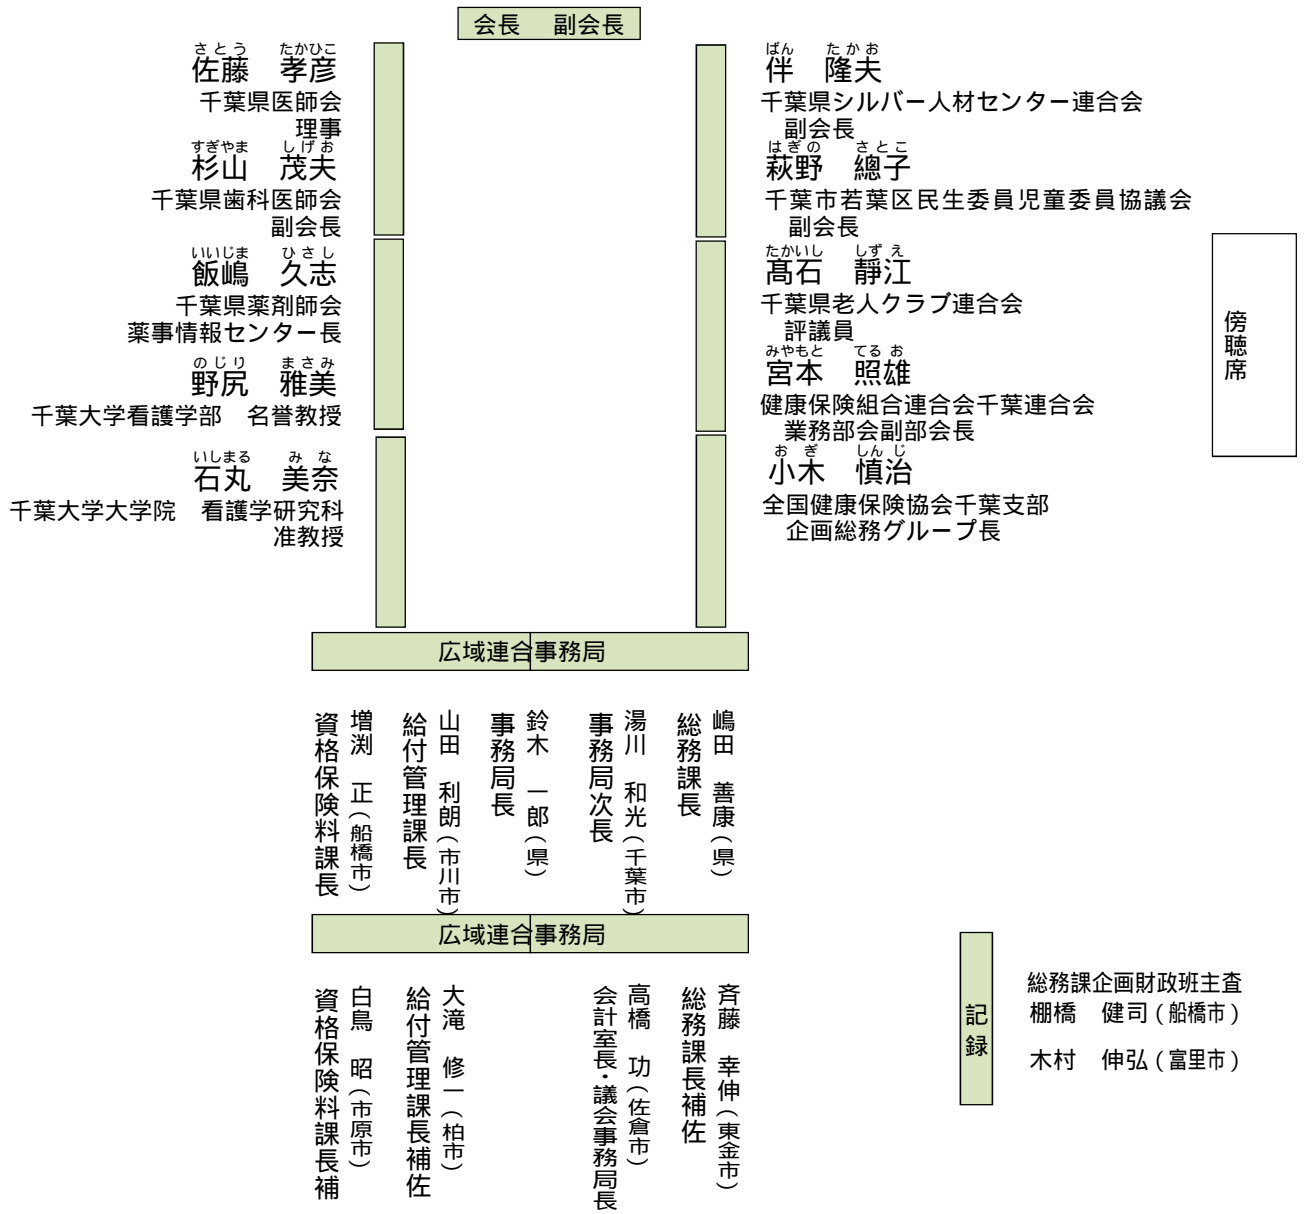 会長　副会長
さとう　たかひこ
佐藤　孝彦
千葉県医師会
理事
すぎやま　しげお
杉山　茂夫
千葉県歯科医師会
副会長
いいじま　ひさし
飯嶋　久志
千葉県薬剤師会
薬事情報センター長
のじり　まさみ
野尻　雅美
千葉大学看護学部　名誉教授
いしまる　みな
石丸　美奈
千葉大学大学院　看護学研究科
准教授
ばん　たかお
伴　隆夫
千葉県シルバー人材センター連合会
副会長
はぎの　さとこ
萩野　總子
千葉市若葉区民生委員児童委員協議会
副会長
たかいし　しずえ
髙石　靜江
千葉県老人クラブ連合会
評議員
みやもと　てるお
宮本　照雄
健康保険組合連合会千葉連合会
業務部会副部会長
おぎ　しんじ
小木　慎治
全国健康保険協会千葉支部
企画総務グループ長
傍聴席
広域連合事務局
嶋田　善康（県）
総務課長
湯川　和光（千葉市）
事務局次長
鈴木　一郎（県）
事務局長
山田　利朗（市川市）
給付管理課長
増渕　正（船橋市）
資格保険料課長
広域連合事務局
斉藤　幸伸（東金市）
総務課長補佐
高橋　功（佐倉市）
会計室長・議会事務局長
大滝　修一（柏市）
給付管理課長補佐
白鳥　昭（市原市）
資格保険料課長補
記録
総務課企画財政班主査
棚橋　健司（船橋市）
木村　伸弘（富里市）